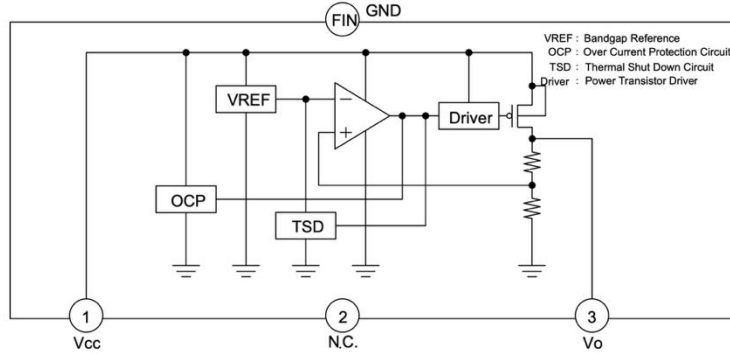 FIN GND
VREF : Bandgap Reference
OCP : Over Current Protection Circuit
TSD : Thermal Shut Down Circuit
Driver : Power Transistor Driver
VREF
−
+
Driver
OCP
TSD
1
2
3
Vcc
N.C.
Vo